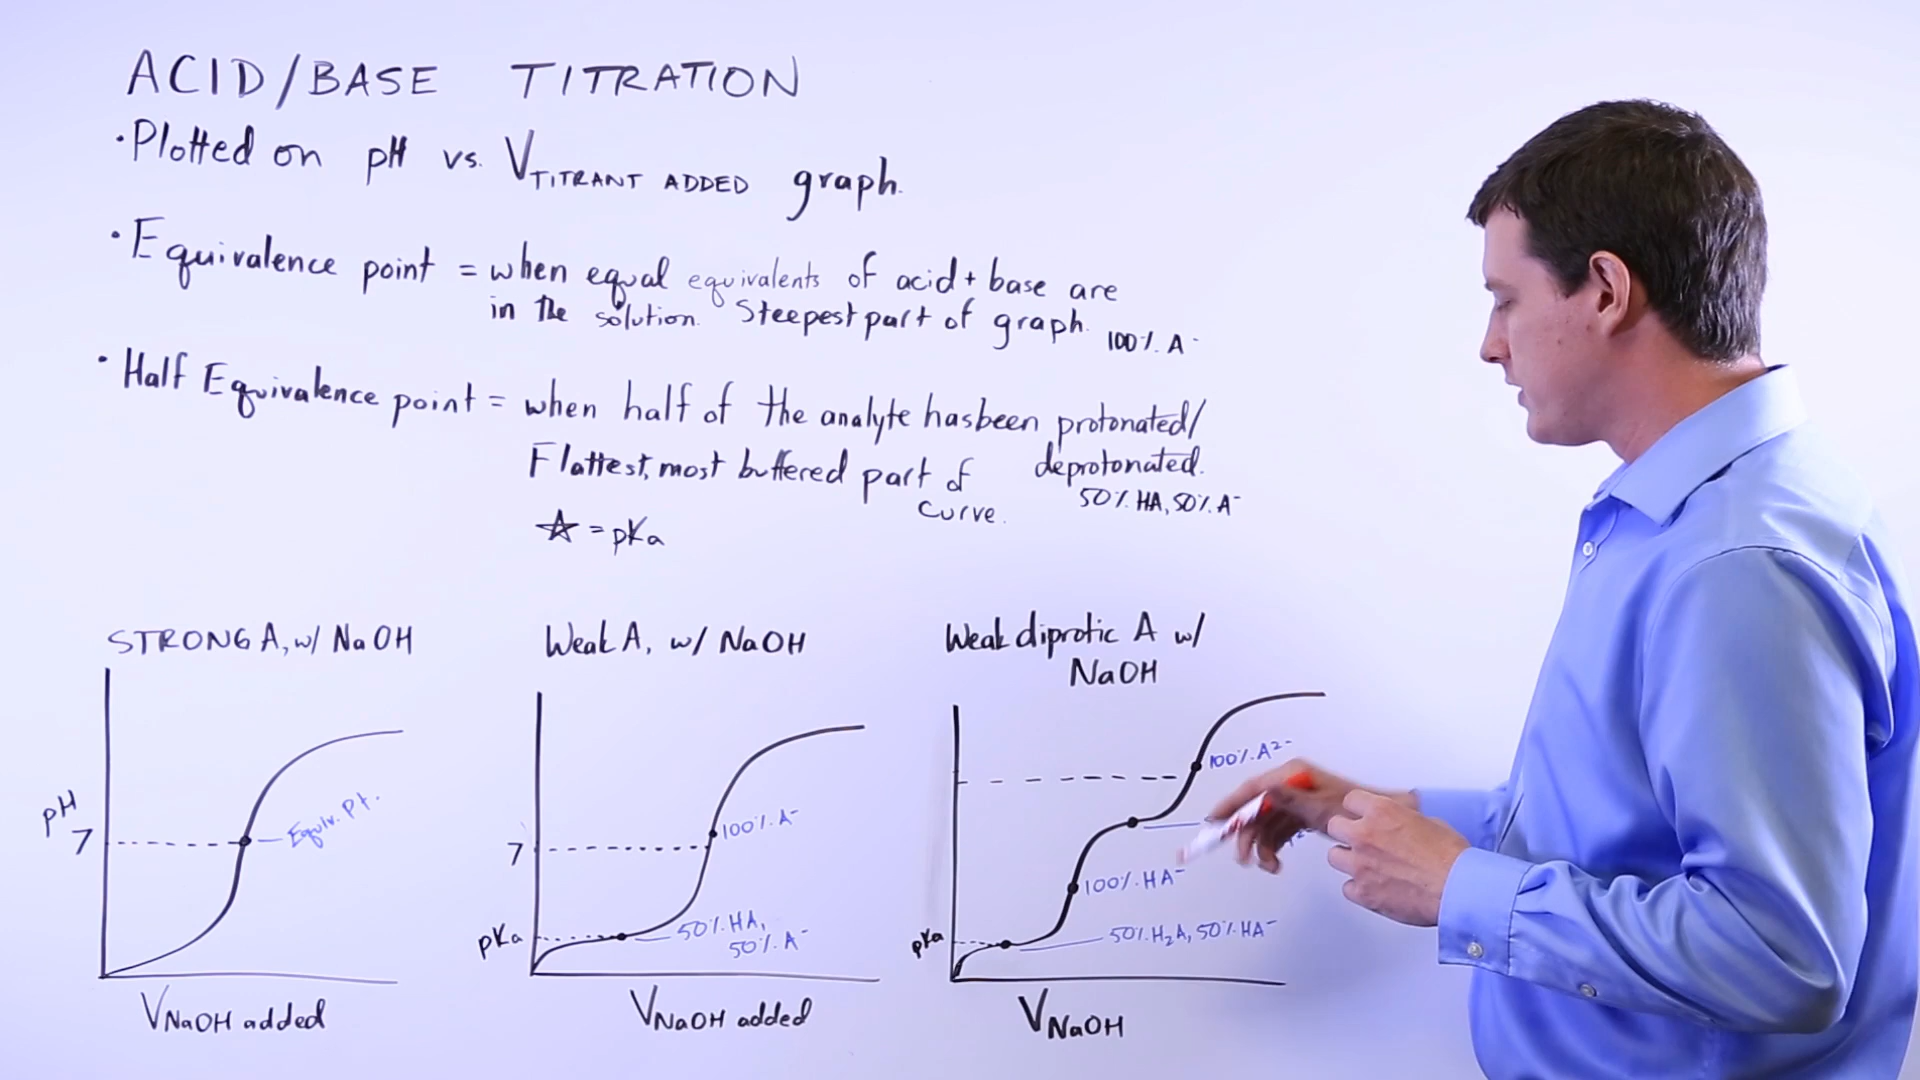 ACID/BASE TITRATION
·Plotted on pH vs. VTITRANT ADDED graph.
·Equivalence point = when equal equivalents of acid + base are
in the solution. Steepest part of graph. 100% A-
·Half Equivalence point = when half of the analyte has been protonated/
deprotonated.
Flattest, most buffered part of
curve.
50% HA, 50% A-
☆ = pKa
STRONG A, w/ NaOH
pH
7
Equiv. Pt.
VNaOH added
Weak A, w/ NaOH
7
100% A-
pKa
50% HA,
50% A-
VNaOH added
Weak diprotic A w/
NaOH
100% A2-
100% HA-
pKa
50% H2A, 50% HA-
VNaOH